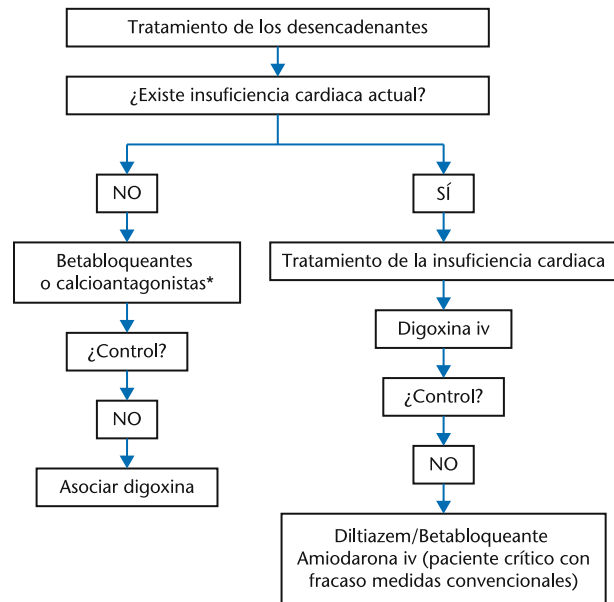 Tratamiento de los desencadenantes
¿Existe insuficiencia cardiaca actual?
NO
Betabloqueantes
o calcioantagonistas*
¿Control?
NO
Asociar digoxina
SÍ
Tratamiento de la insuficiencia cardiaca
Digoxina iv
¿Control?
NO
Diltiazem/Betabloqueante
Amiodarona iv (paciente crítico con
fracaso medidas convencionales)